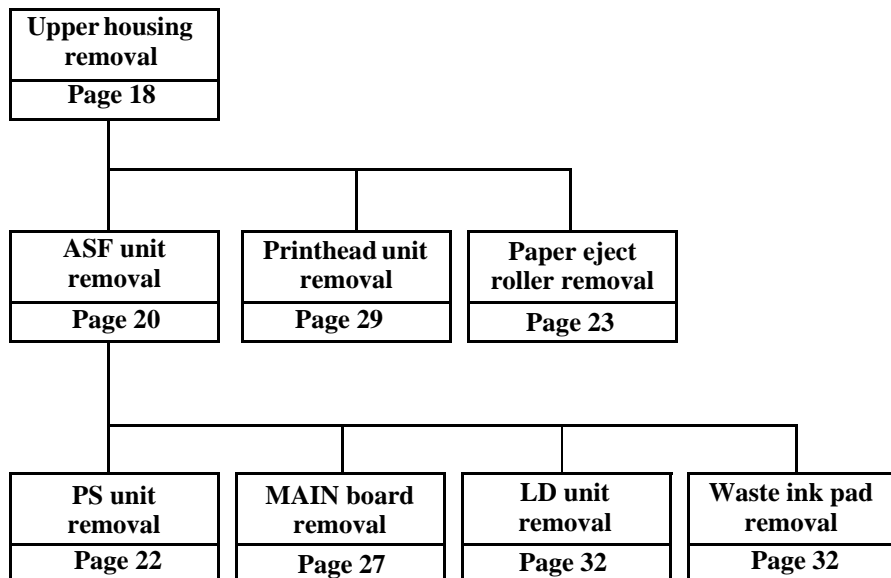 Upper housing
removal
Page 18
ASF unit
removal
Page 20
Printhead unit
removal
Page 29
Paper eject
roller removal
Page 23
PS unit
removal
Page 22
MAIN board
removal
Page 27
LD unit
removal
Page 32
Waste ink pad
removal
Page 32